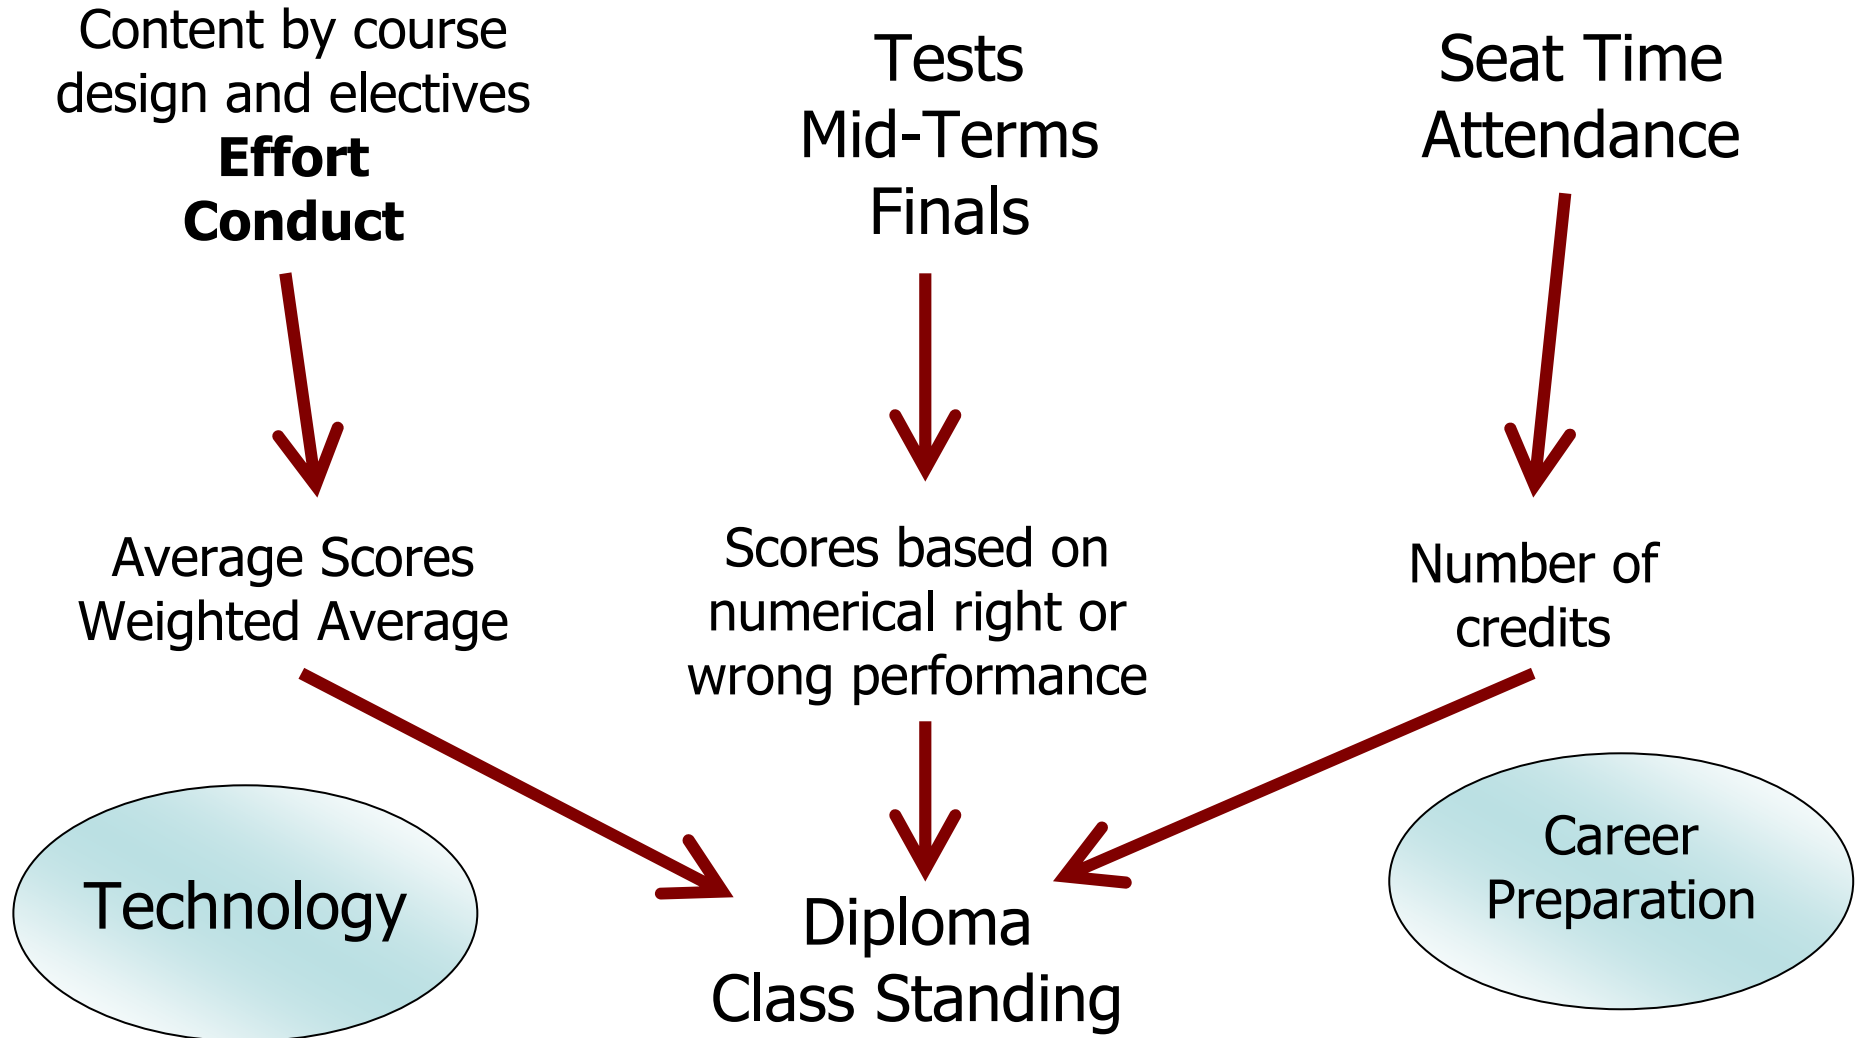 Content by course
design and electives
Effort
Conduct
Tests
Mid-Terms
Finals
Seat Time
Attendance
Average Scores
Weighted Average
Scores based on
numerical right or
wrong performance
Number of
credits
Technology
Diploma
Class Standing
Career
Preparation